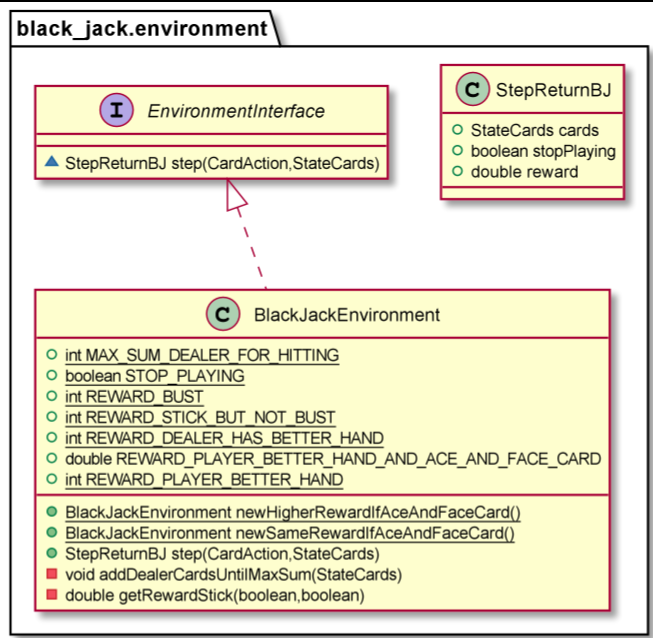 black_jack.environment
I EnvironmentInterface
StepReturnBJ step(CardAction,StateCards)
C StepReturnBJ
StateCards cards
boolean stopPlaying
double reward
C BlackJackEnvironment
int MAX_SUM_DEALER_FOR_HITTING
boolean STOP_PLAYING
int REWARD_BUST
int REWARD_STICK_BUT_NOT_BUST
int REWARD_DEALER_HAS_BETTER_HAND
double REWARD_PLAYER_BETTER_HAND_AND_ACE_AND_FACE_CARD
int REWARD_PLAYER_BETTER_HAND
BlackJackEnvironment newHigherRewardIfAceAndFaceCard()
BlackJackEnvironment newSameRewardIfAceAndFaceCard()
StepReturnBJ step(CardAction,StateCards)
void addDealerCardsUntilMaxSum(StateCards)
double getRewardStick(boolean,boolean)